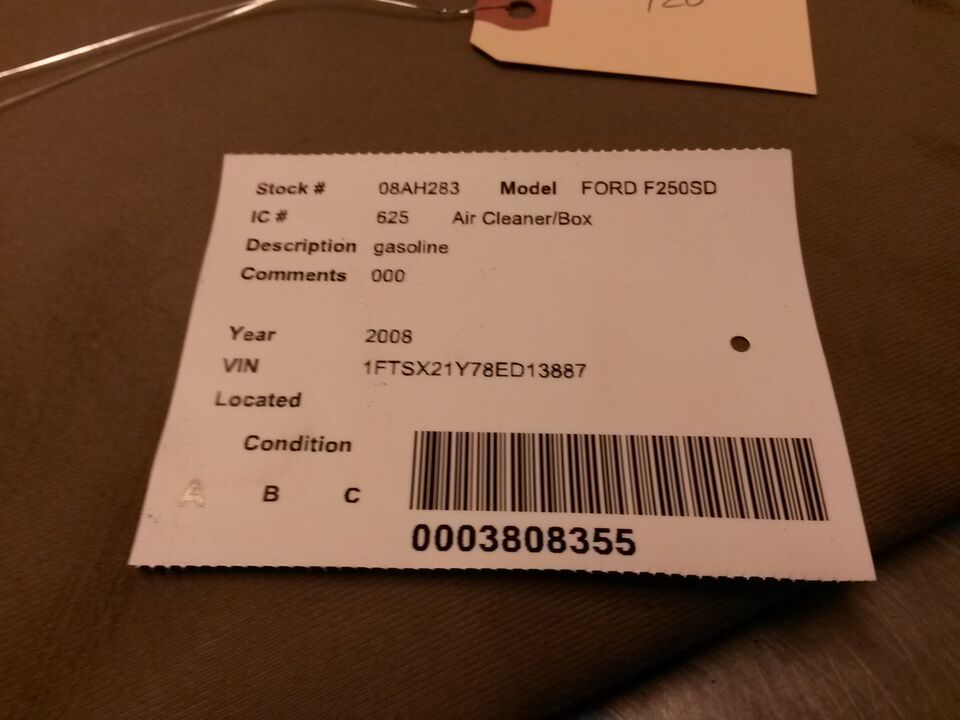 Stock # 08AH283 Model FORD F250SD
IC # 625 Air Cleaner/Box
Description gasoline
Comments 000
Year 2008
VIN 1FTSX21Y78ED13887
Located
Condition
A B C
0003808355